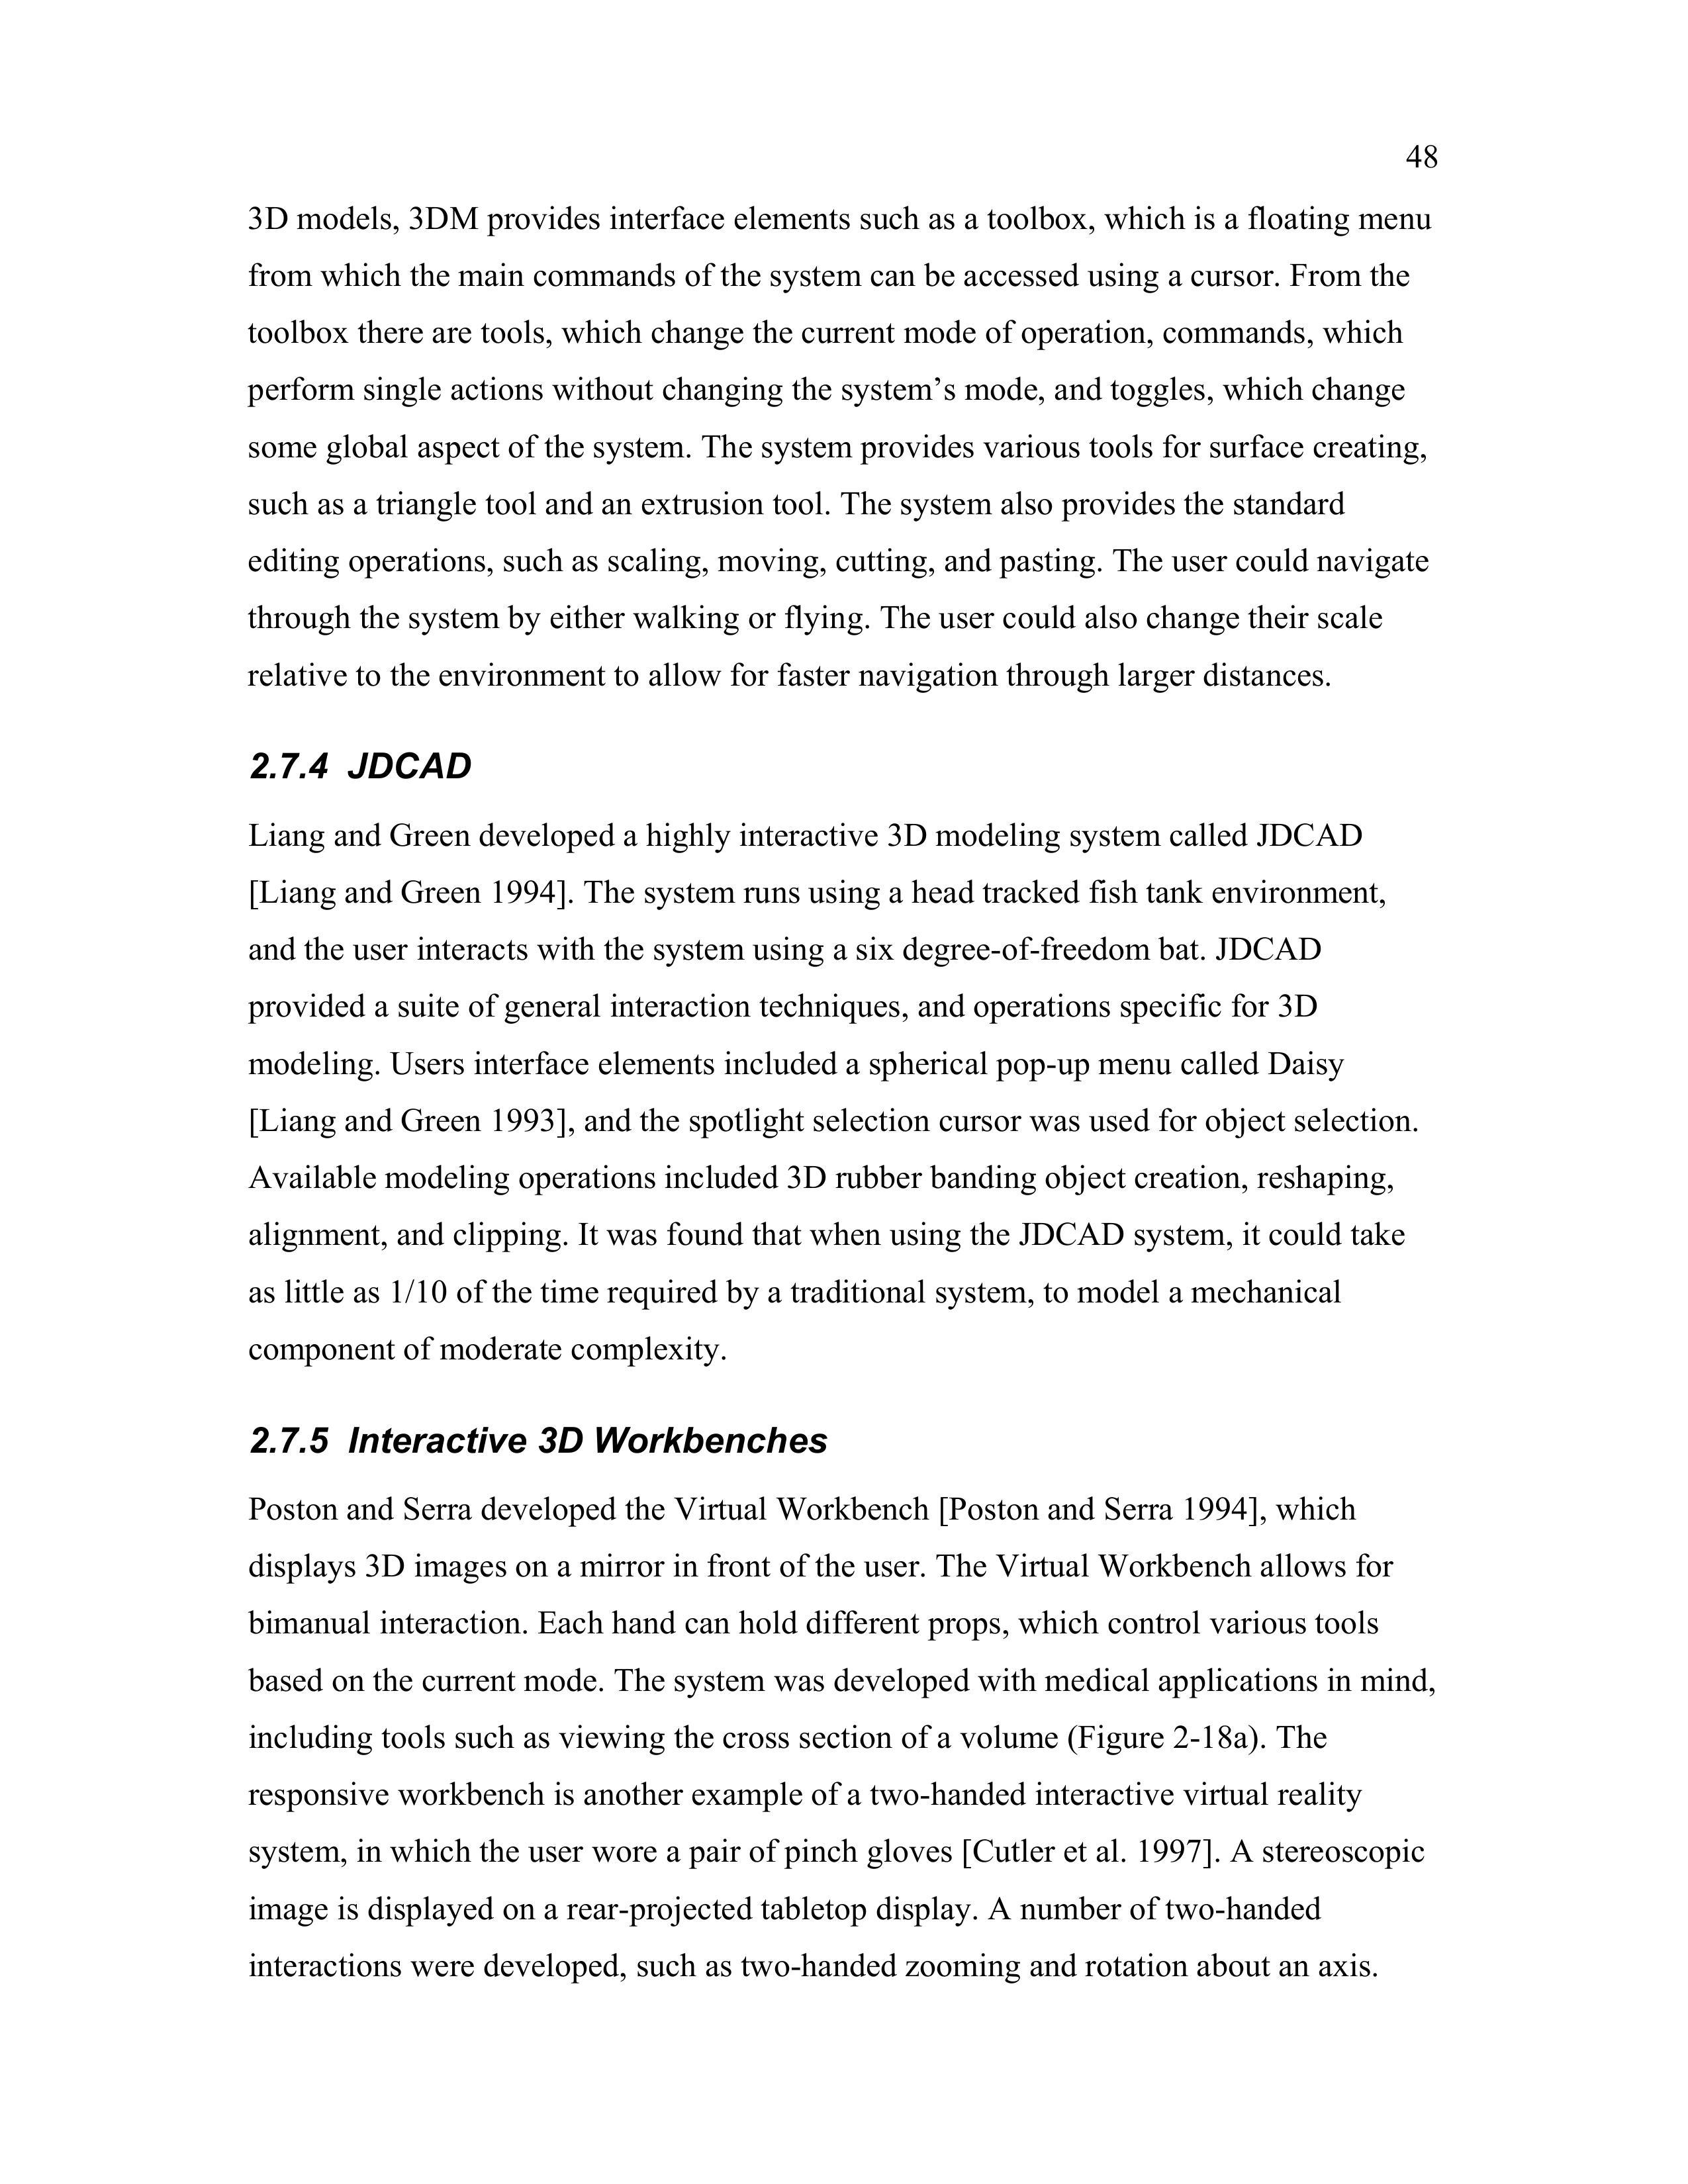 48
3D models, 3DM provides interface elements such as a toolbox, which is a floating menu
from which the main commands of the system can be accessed using a cursor. From the
toolbox there are tools, which change the current mode of operation, commands, which
perform single actions without changing the system’s mode, and toggles, which change
some global aspect of the system. The system provides various tools for surface creating,
such as a triangle tool and an extrusion tool. The system also provides the standard
editing operations, such as scaling, moving, cutting, and pasting. The user could navigate
through the system by either walking or flying. The user could also change their scale
relative to the environment to allow for faster navigation through larger distances.
2.7.4 JDCAD
Liang and Green developed a highly interactive 3D modeling system called JDCAD
[Liang and Green 1994]. The system runs using a head tracked fish tank environment,
and the user interacts with the system using a six degree-of-freedom bat. JDCAD
provided a suite of general interaction techniques, and operations specific for 3D
modeling. Users interface elements included a spherical pop-up menu called Daisy
[Liang and Green 1993], and the spotlight selection cursor was used for object selection.
Available modeling operations included 3D rubber banding object creation, reshaping,
alignment, and clipping. It was found that when using the JDCAD system, it could take
as little as 1/10 of the time required by a traditional system, to model a mechanical
component of moderate complexity.
2.7.5 Interactive 3D Workbenches
Poston and Serra developed the Virtual Workbench [Poston and Serra 1994], which
displays 3D images on a mirror in front of the user. The Virtual Workbench allows for
bimanual interaction. Each hand can hold different props, which control various tools
based on the current mode. The system was developed with medical applications in mind,
including tools such as viewing the cross section of a volume (Figure 2-18a). The
responsive workbench is another example of a two-handed interactive virtual reality
system, in which the user wore a pair of pinch gloves [Cutler et al. 1997]. A stereoscopic
image is displayed on a rear-projected tabletop display. A number of two-handed
interactions were developed, such as two-handed zooming and rotation about an axis.